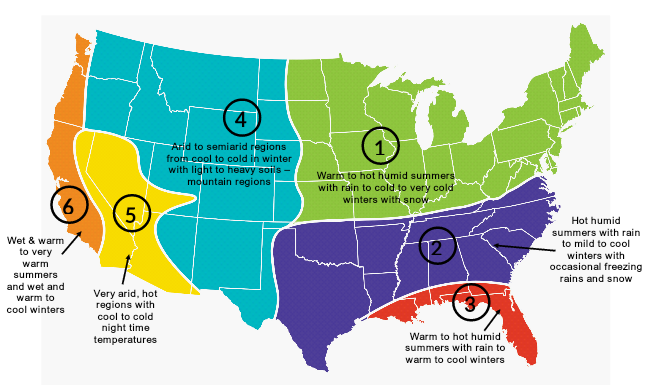 4
Arid to semiarid regions
from cool to cold in winter
with light to heavy soils –
mountain regions
1
Warm to hot humid summers
with rain to cold to very cold
winters with snow
6
Wet & warm
to very
warm
summers
and wet and
warm to
cool winters
5
Very arid, hot
regions with
cool to cold
night time
temperatures
2
Hot humid
summers with rain
to mild to cool
winters with
occasional freezing
rains and snow
3
Warm to hot humid
summers with rain to
warm to cool winters